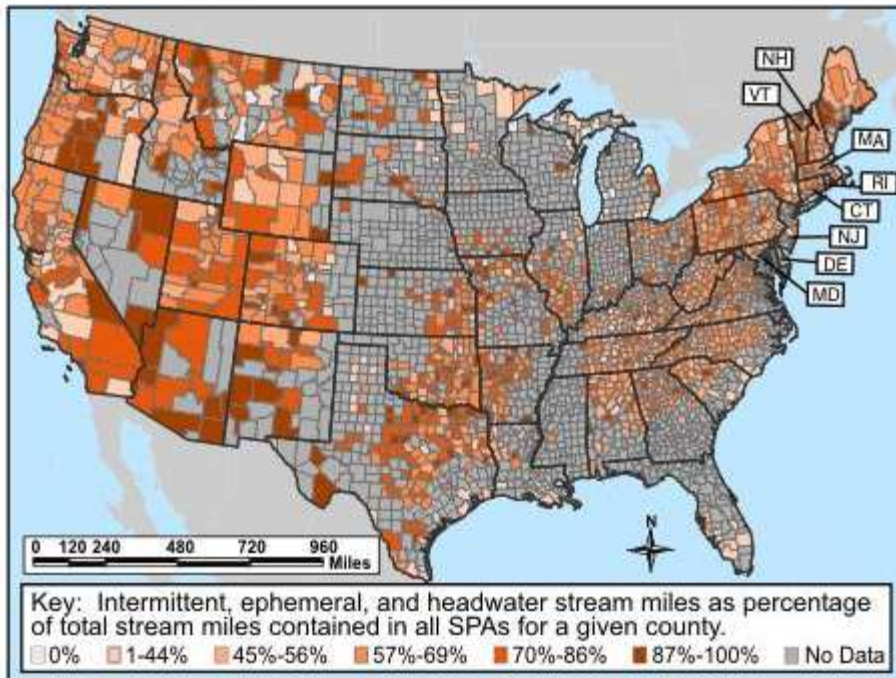 NH
VT
MA
RI
CT
NJ
DE
MD
N
0 120 240 480 720 960
Miles
Key: Intermittent, ephemeral, and headwater stream miles as percentage
of total stream miles contained in all SPAs for a given county.
0% 1-44% 45%-56% 57%-69% 70%-86% 87%-100% No Data